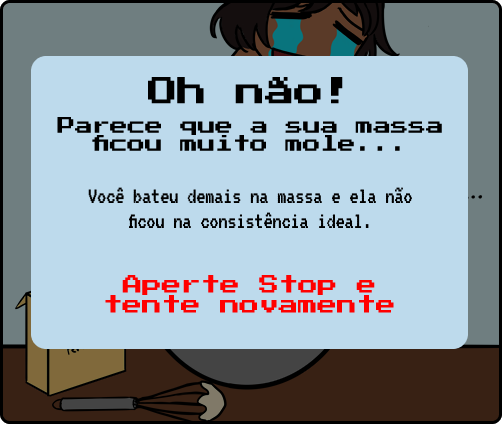 Oh não!
Parece que a sua massa
ficou muito mole...
Você bateu demais na massa e ela não
ficou na consistência ideal.
Aperte Stop e
tente novamente